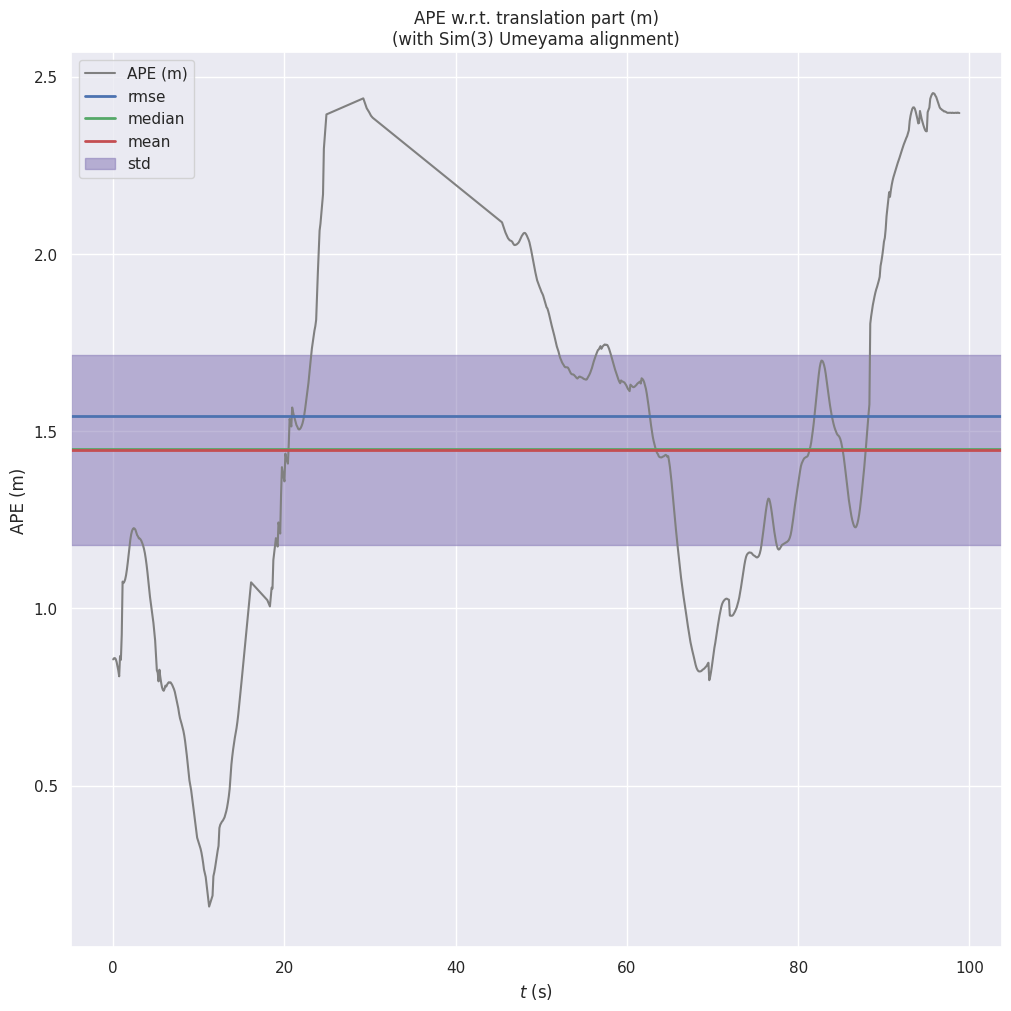 APE w.r.t. translation part (m)
(with Sim(3) Umeyama alignment)
APE (m)
rmse
median
mean
std
2.5
2.0
1.5
1.0
0.5
APE (m)
0 20 40 60 80 100
t (s)